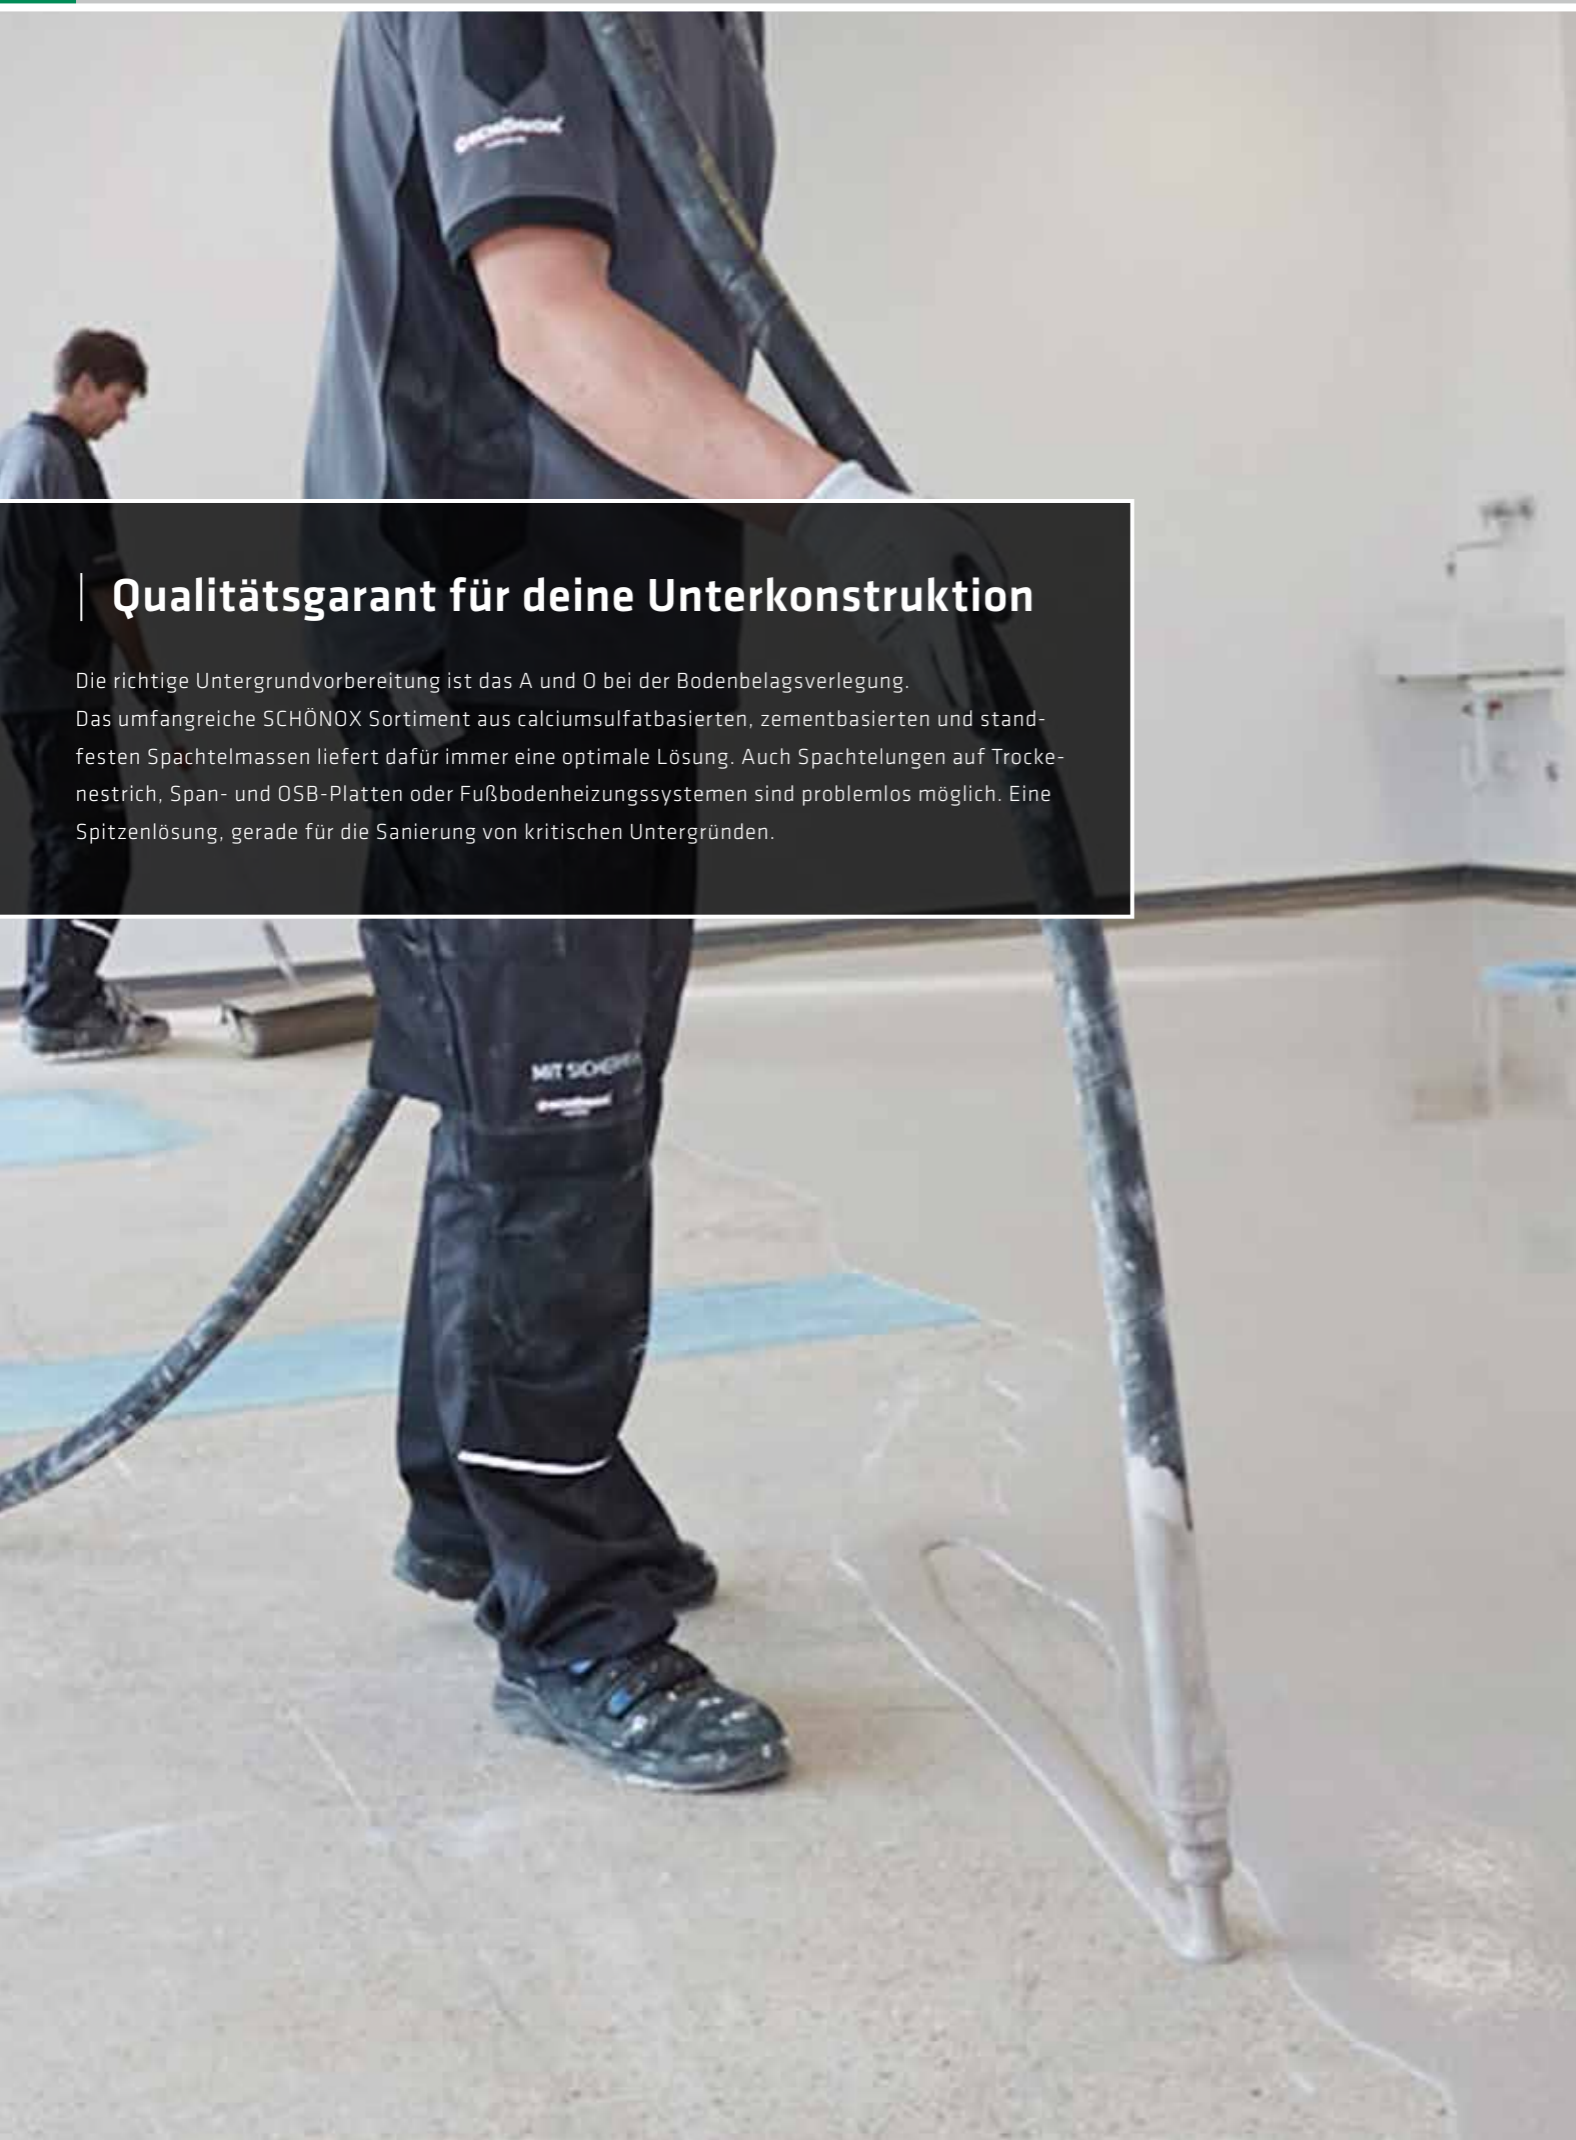 SCHÖNOX
Qualitätsgarant für deine Unterkonstruktion
Die richtige Untergrundvorbereitung ist das A und O bei der Bodenbelagsverlegung.
Das umfangreiche SCHÖNOX Sortiment aus calciumsulfatbasierten, zementbasierten und stand-
festen Spachtelmassen liefert dafür immer eine optimale Lösung. Auch Spachtelungen auf Trocke-
nestrich, Span- und OSB-Platten oder Fußbodenheizungssystemen sind problemlos möglich. Eine
Spitzenlösung, gerade für die Sanierung von kritischen Untergründen.
MIT